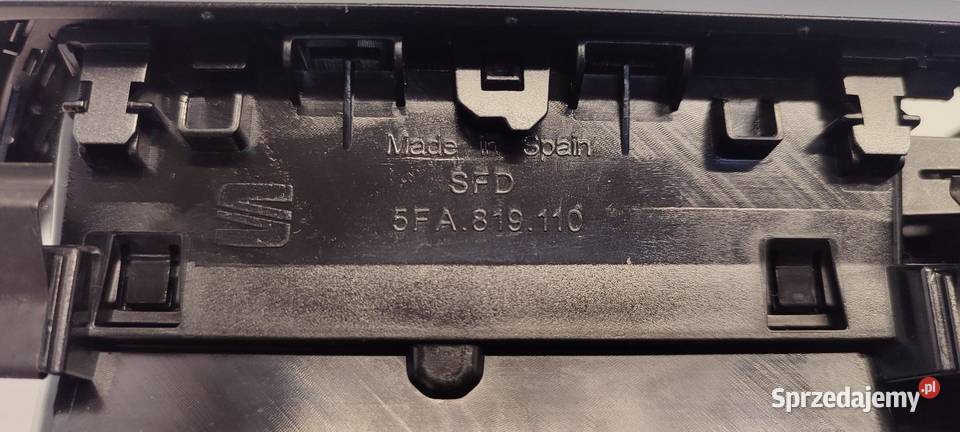 Made in Spain
SFD
5FA.819.110
Sprzedajemy.pl